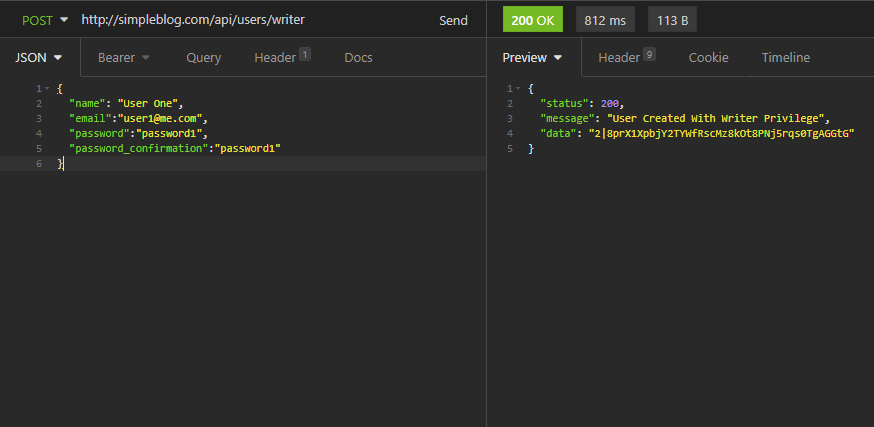 POST http://simpleblog.com/api/users/writer Send 200 OK 812 ms 113 B
JSON Bearer Query Header 1 Docs Preview Header 9 Cookie Timeline
1 {
2 "name": "User One",
3 "email":"user1@me.com",
4 "password":"password1",
5 "password_confirmation":"password1"
6 }
1 {
2 "status": 200,
3 "message": "User Created With Writer Privilege",
4 "data": "2|8prX1XpbjY2TYWfRscMz8kOt8PNj5rqs0TgAGGtG"
5 }